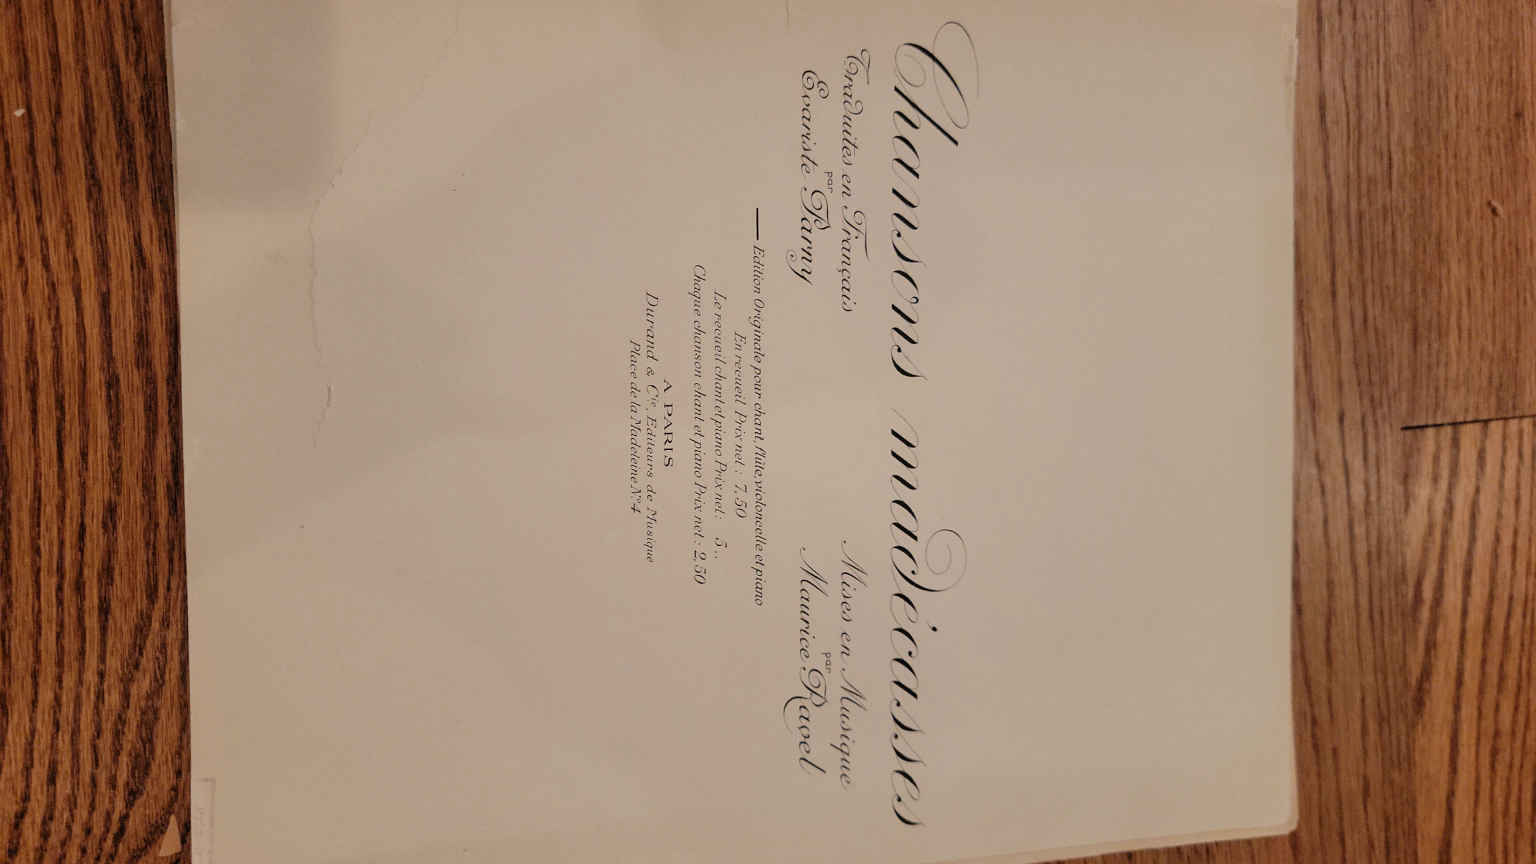 Chansons madécasses
Traduites en Français
par
Evariste Parny
Mises en Musique
par
Maurice Ravel
Edition Originale pour chant, flûte, violoncelle et piano
En recueil Prix net : 7,50
Le recueil chant et piano Prix net : 5 "
Chaque chanson chant et piano Prix net : 2,50
A PARIS
Durand & Cie, Editeurs de Musique
Place de la Madeleine Nº 4